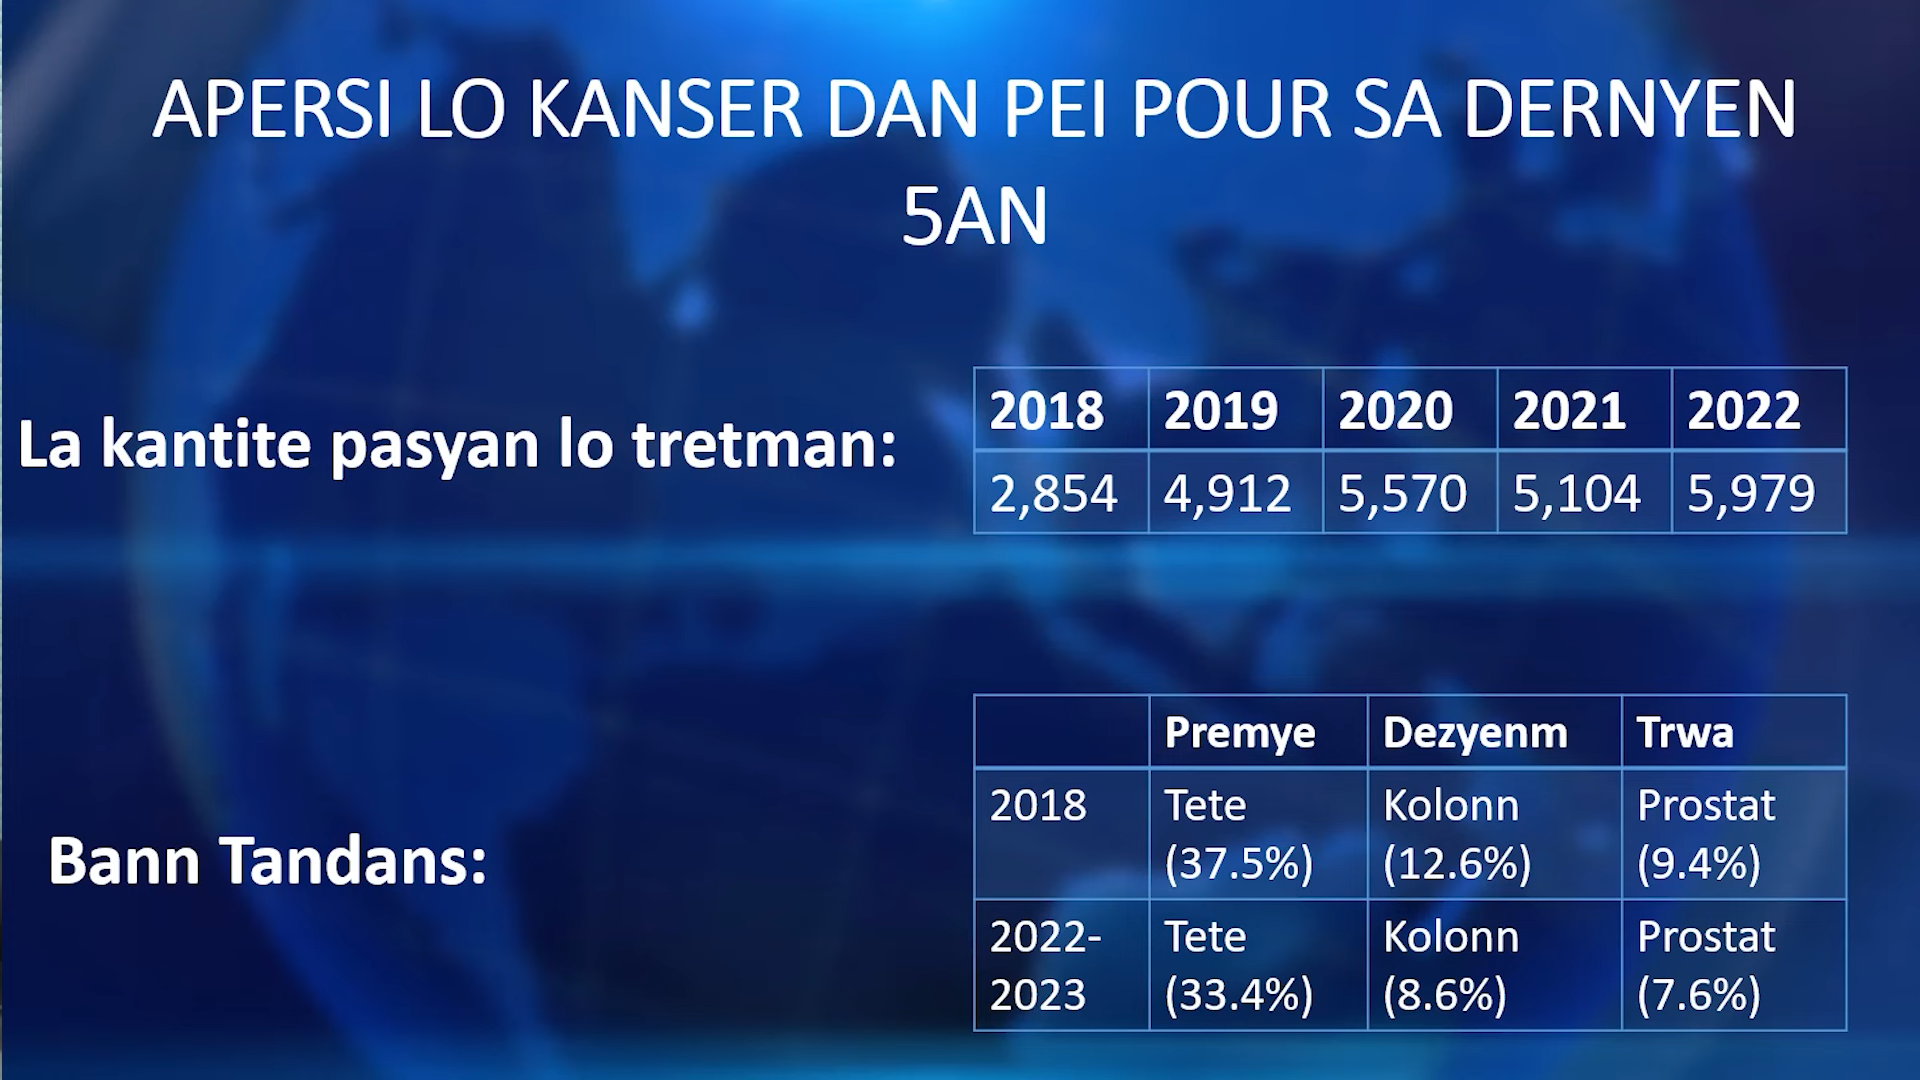 APERSI LO KANSER DAN PEI POUR SA DERNYEN
5AN
La kantite pasyan lo tretman:
2018 2019 2020 2021 2022
2,854 4,912 5,570 5,104 5,979
Bann Tandans:
Premye Dezyenm Trwa
2018 Tete Kolonn Prostat
(37.5%) (12.6%) (9.4%)
2022- Tete Kolonn Prostat
2023 (33.4%) (8.6%) (7.6%)